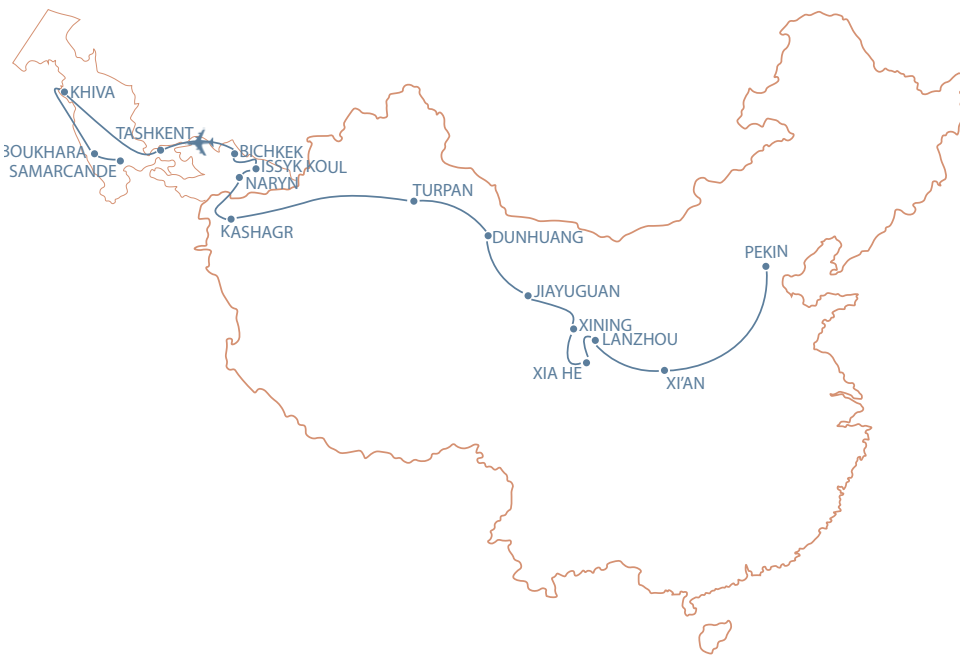 KHIVA
TASHKENT
BOUKHARA
SAMARCANDE
BICHKEK
ISSYK KOUL
NARYN
KASHAGR
TURPAN
DUNHUANG
PEKIN
JIAYUGUAN
XINING
LANZHOU
XIA HE
XI'AN